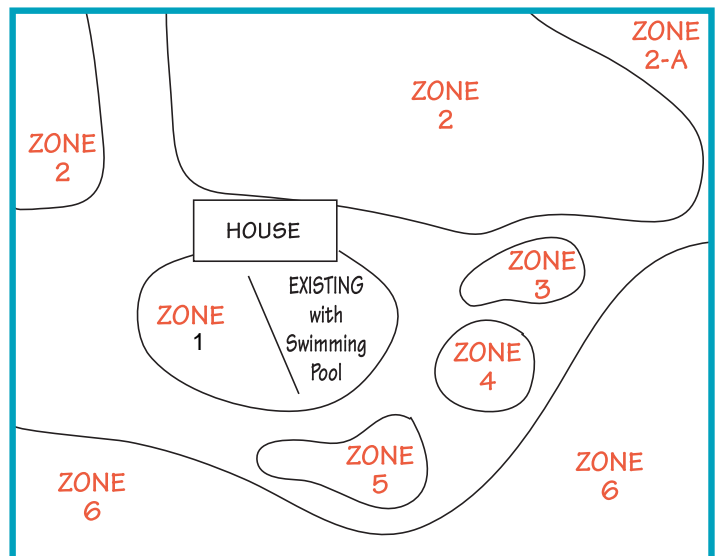 ZONE
2-A
ZONE
2
ZONE
2
HOUSE
ZONE
3
EXISTING
with
Swimming
Pool
ZONE
1
ZONE
4
ZONE
5
ZONE
6
ZONE
6